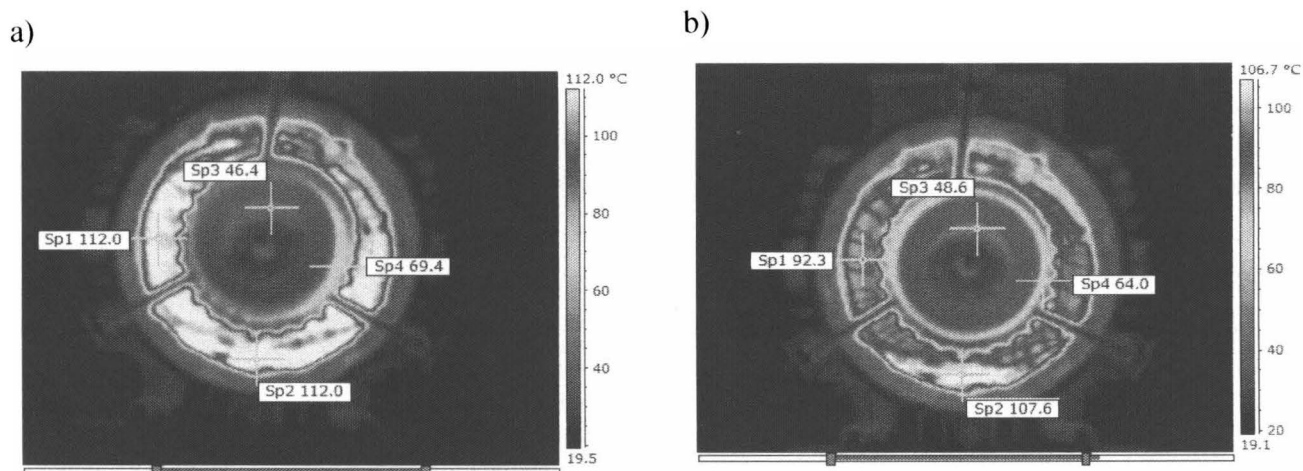 a)
112.0 °C
100
80
60
40
19.5
Sp3 46.4
Sp1 112.0
Sp4 69.4
Sp2 112.0
b)
106.7 °C
100
80
60
40
20
19.1
Sp3 48.6
Sp1 92.3
Sp4 64.0
Sp2 107.6